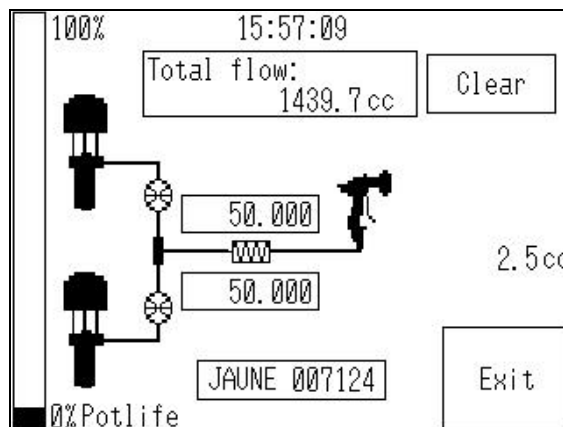 100%
15:57:09
Total flow:
1439.7cc
Clear
50.000
2.5cc
50.000
JAUNE 007124
Exit
0%Potlife